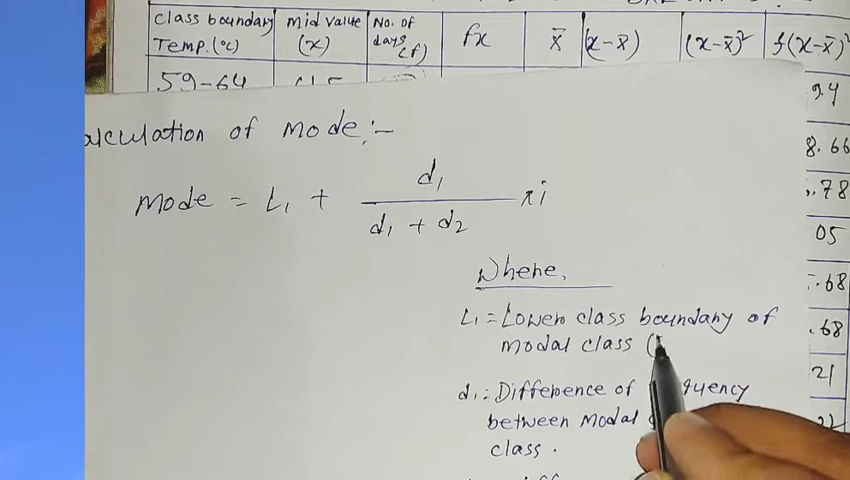 Class boundary Temp.(°C) Mid value (x) No. of days (f) fx x̄ (x-x̄) (x-x̄)² f(x-x̄)²
59-64
9.4
alculation of Mode:-
8.66
.78
Mode = L₁ + d₁ / d₁ + d₂ x i
05
Where,
.68
L₁ = Lower class boundary of
.68
modal class (
21
d₁ : Difference of
between modal
class.